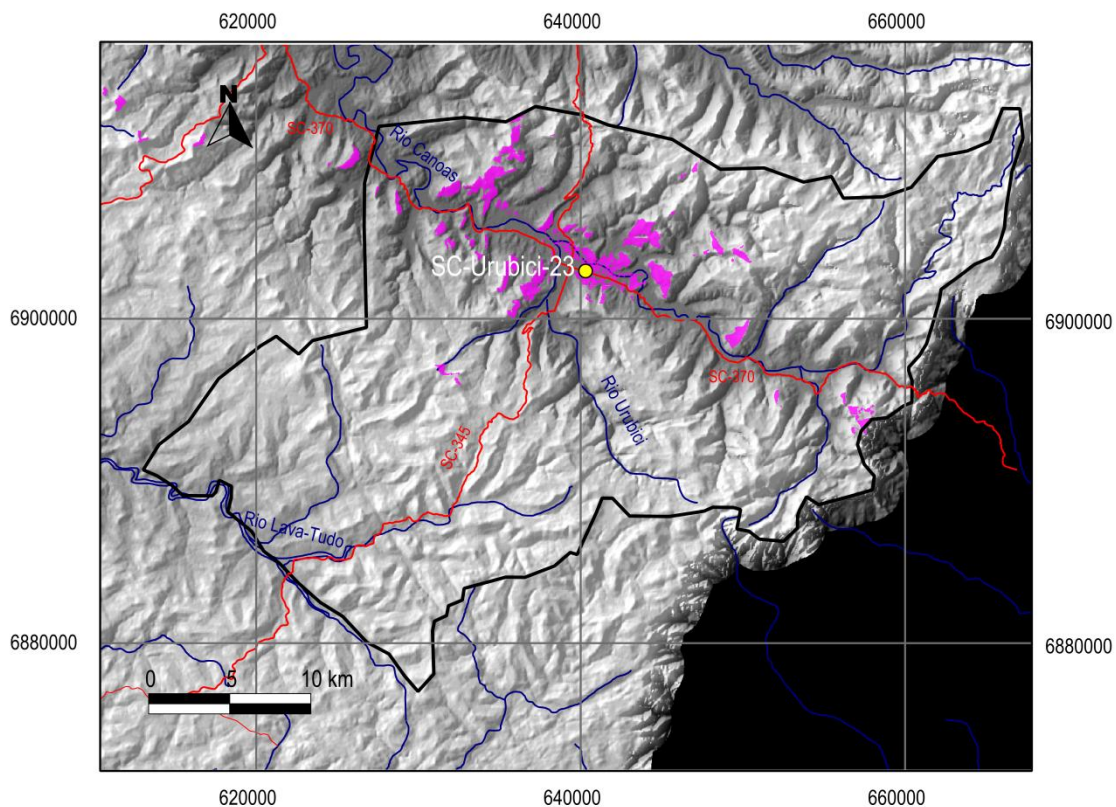 620000 640000 660000
N
SC-370
Rio Canoas
SC-Urubici-23
6900000 6900000
SC-370
Rio Urubici
SC-345
Rio Lava-Tudo
6880000 6880000
0 5 10 km
620000 640000 660000